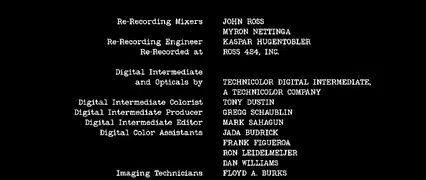 Re-Recording Mixers JOHN ROSS
MYRON NETTINGA
Re-Recording Engineer KASPAR HUGENTOBLER
Re-Recorded at ROSS 424, INC.
Digital Intermediate
and Opticals by TECHNICOLOR DIGITAL INTERMEDIATE,
A TECHNICOLOR COMPANY
Digital Intermediate Colorist TONY DUSTIN
Digital Intermediate Producer GREGG SCHAUBLIN
Digital Intermediate Editor MARK SAHAGUN
Digital Color Assistants JADA BUDRICK
FRANK FIGUEROA
RON LEIDELMEIJER
DAN WILLIAMS
Imaging Technicians FLOYD A. BURKS